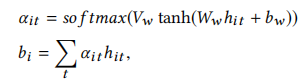 α_{it} = softmax(V_w tanh(W_w h_{it} + b_w))
b_i = ∑_t α_{it} h_{it},